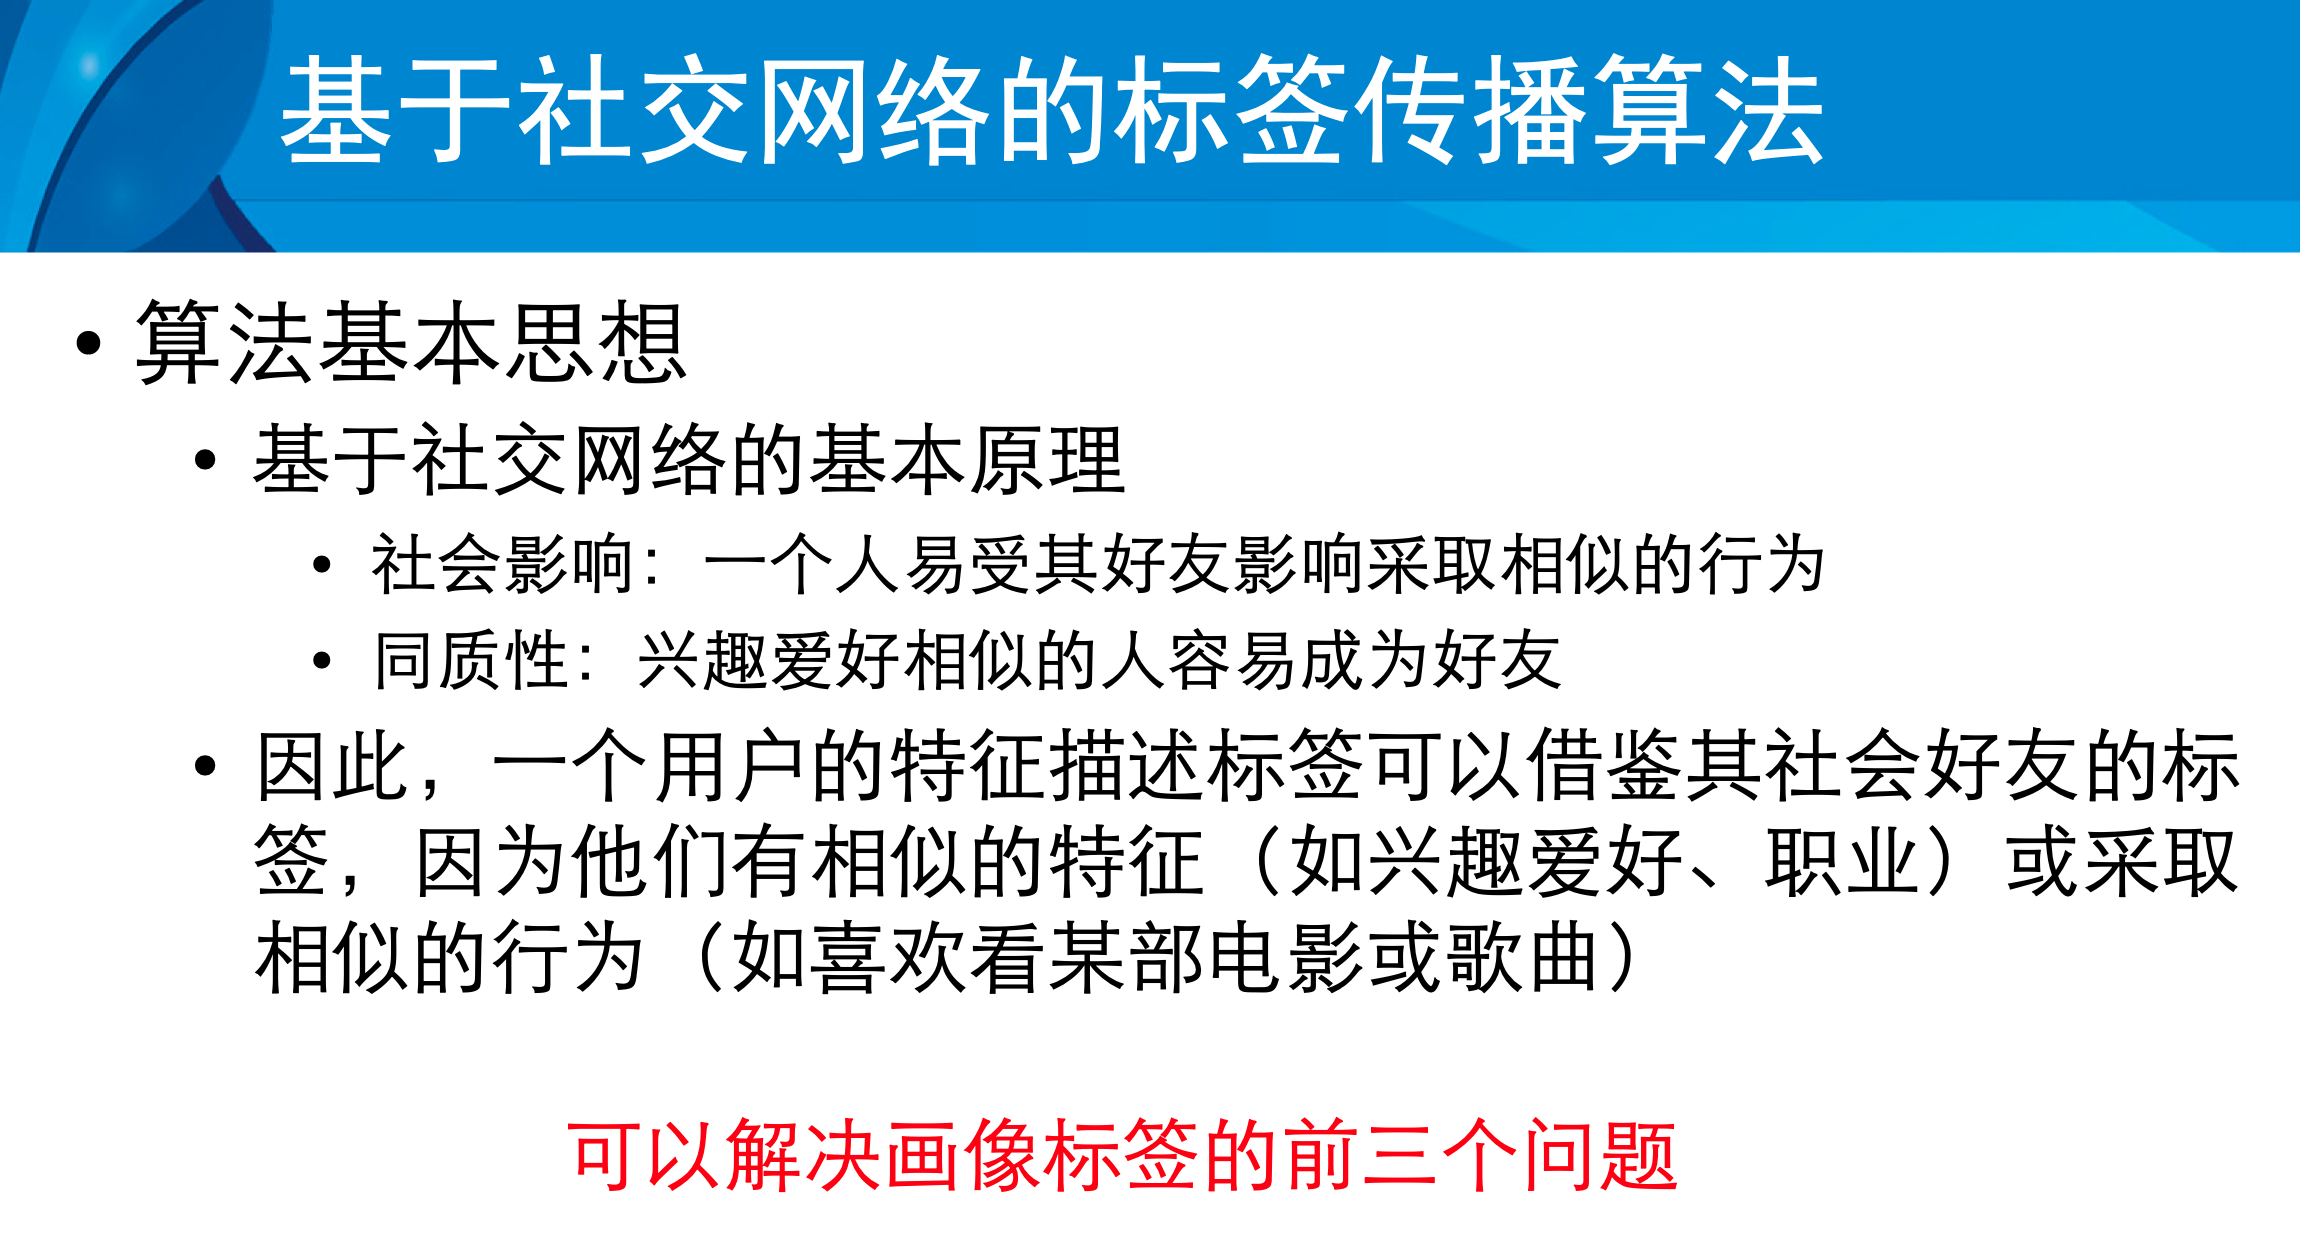 基于社交网络的标签传播算法
• 算法基本思想
• 基于社交网络的基本原理
• 社会影响：一个人易受其好友影响采取相似的行为
• 同质性：兴趣爱好相似的人容易成为好友
• 因此，一个用户的特征描述标签可以借鉴其社会好友的标
签，因为他们有相似的特征（如兴趣爱好、职业）或采取
相似的行为（如喜欢看某部电影或歌曲）
可以解决画像标签的前三个问题